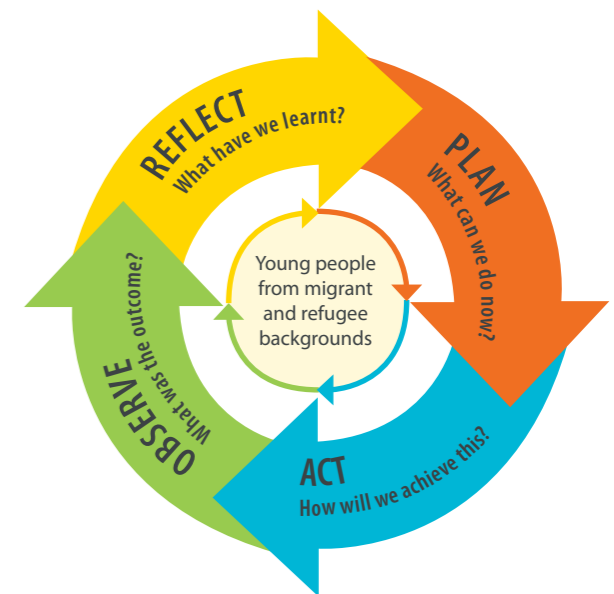 REFLECT
What have we learnt?
PLAN
What can we do now?
ACT
How will we achieve this?
OBSERVE
What was the outcome?
Young people
from migrant
and refugee
backgrounds